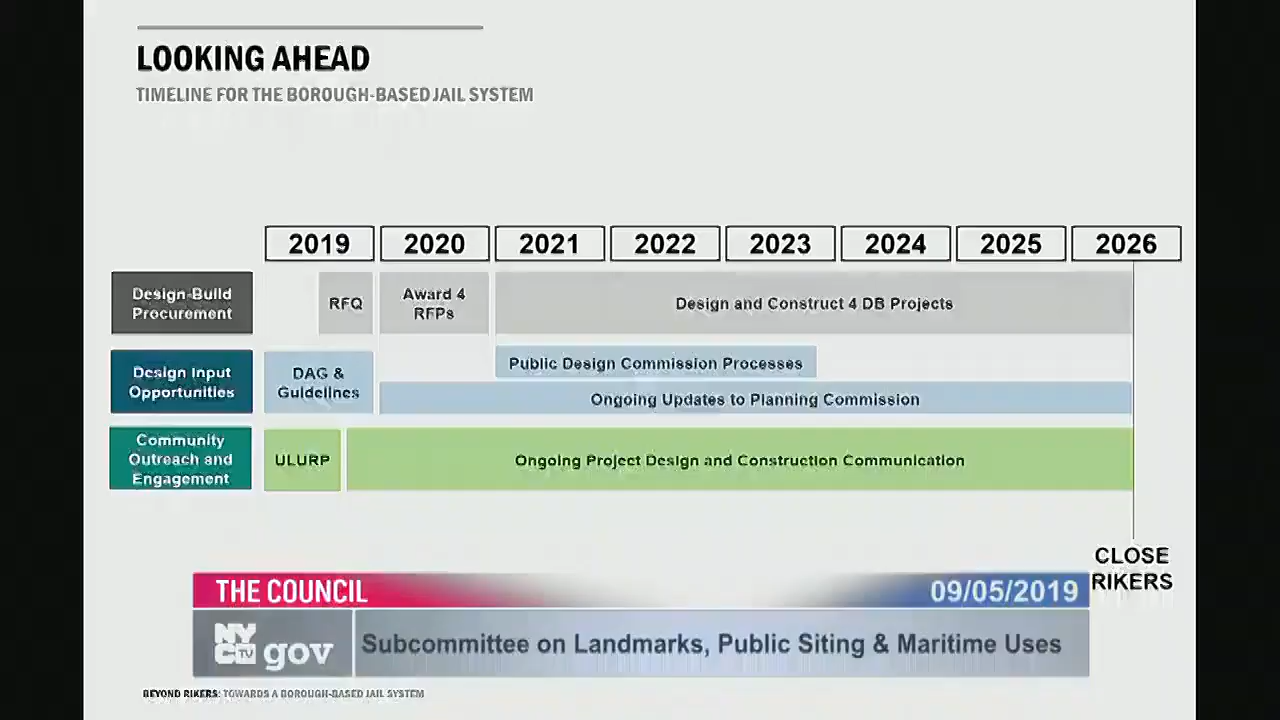 LOOKING AHEAD
TIMELINE FOR THE BOROUGH-BASED JAIL SYSTEM
2019 2020 2021 2022 2023 2024 2025 2026
Design-Build
Procurement
RFQ
Award 4
RFPs
Design and Construct 4 DB Projects
Design Input
Opportunities
DAG &
Guidelines
Public Design Commission Processes
Ongoing Updates to Planning Commission
Community
Outreach and
Engagement
ULURP
Ongoing Project Design and Construction Communication
CLOSE
RIKERS
THE COUNCIL
09/05/2019
NYC TV gov
Subcommittee on Landmarks, Public Siting & Maritime Uses
BEYOND RIKERS: TOWARDS A BOROUGH-BASED JAIL SYSTEM